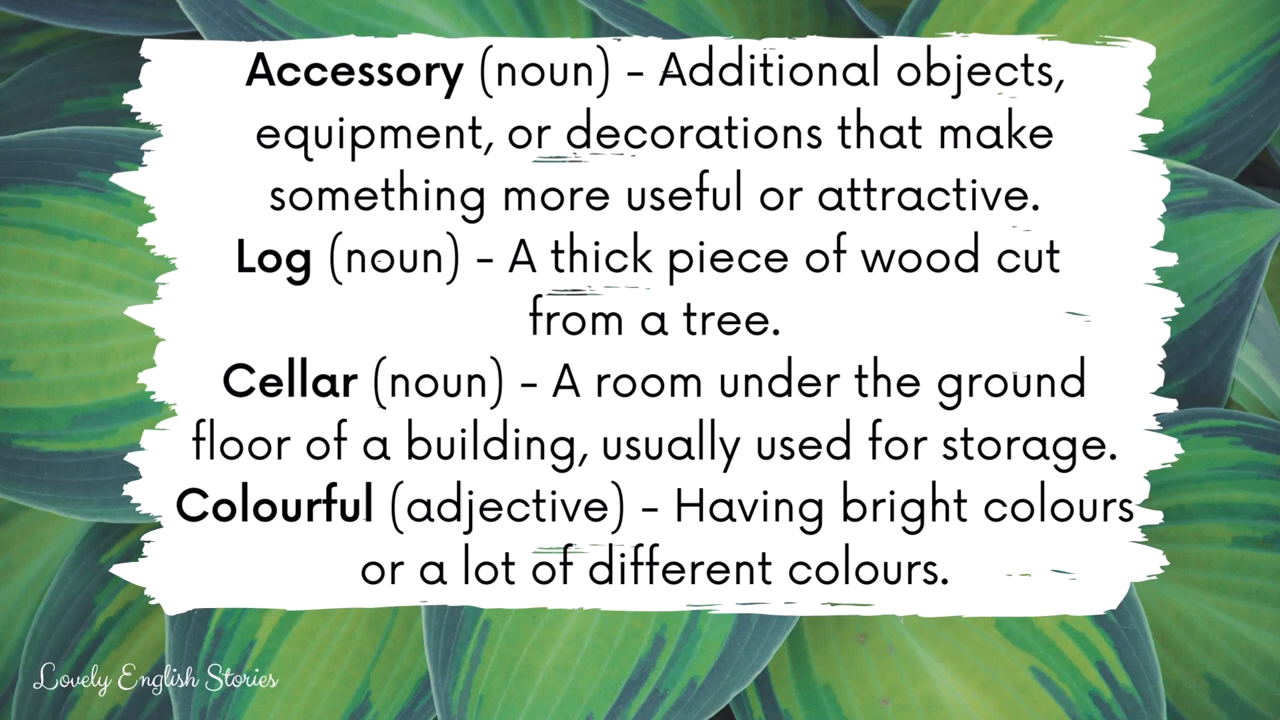 Accessory (noun) - Additional objects,
equipment, or decorations that make
something more useful or attractive.
Log (noun) - A thick piece of wood cut
from a tree.
Cellar (noun) - A room under the ground
floor of a building, usually used for storage.
Colourful (adjective) - Having bright colours
or a lot of different colours.
Lovely English Stories